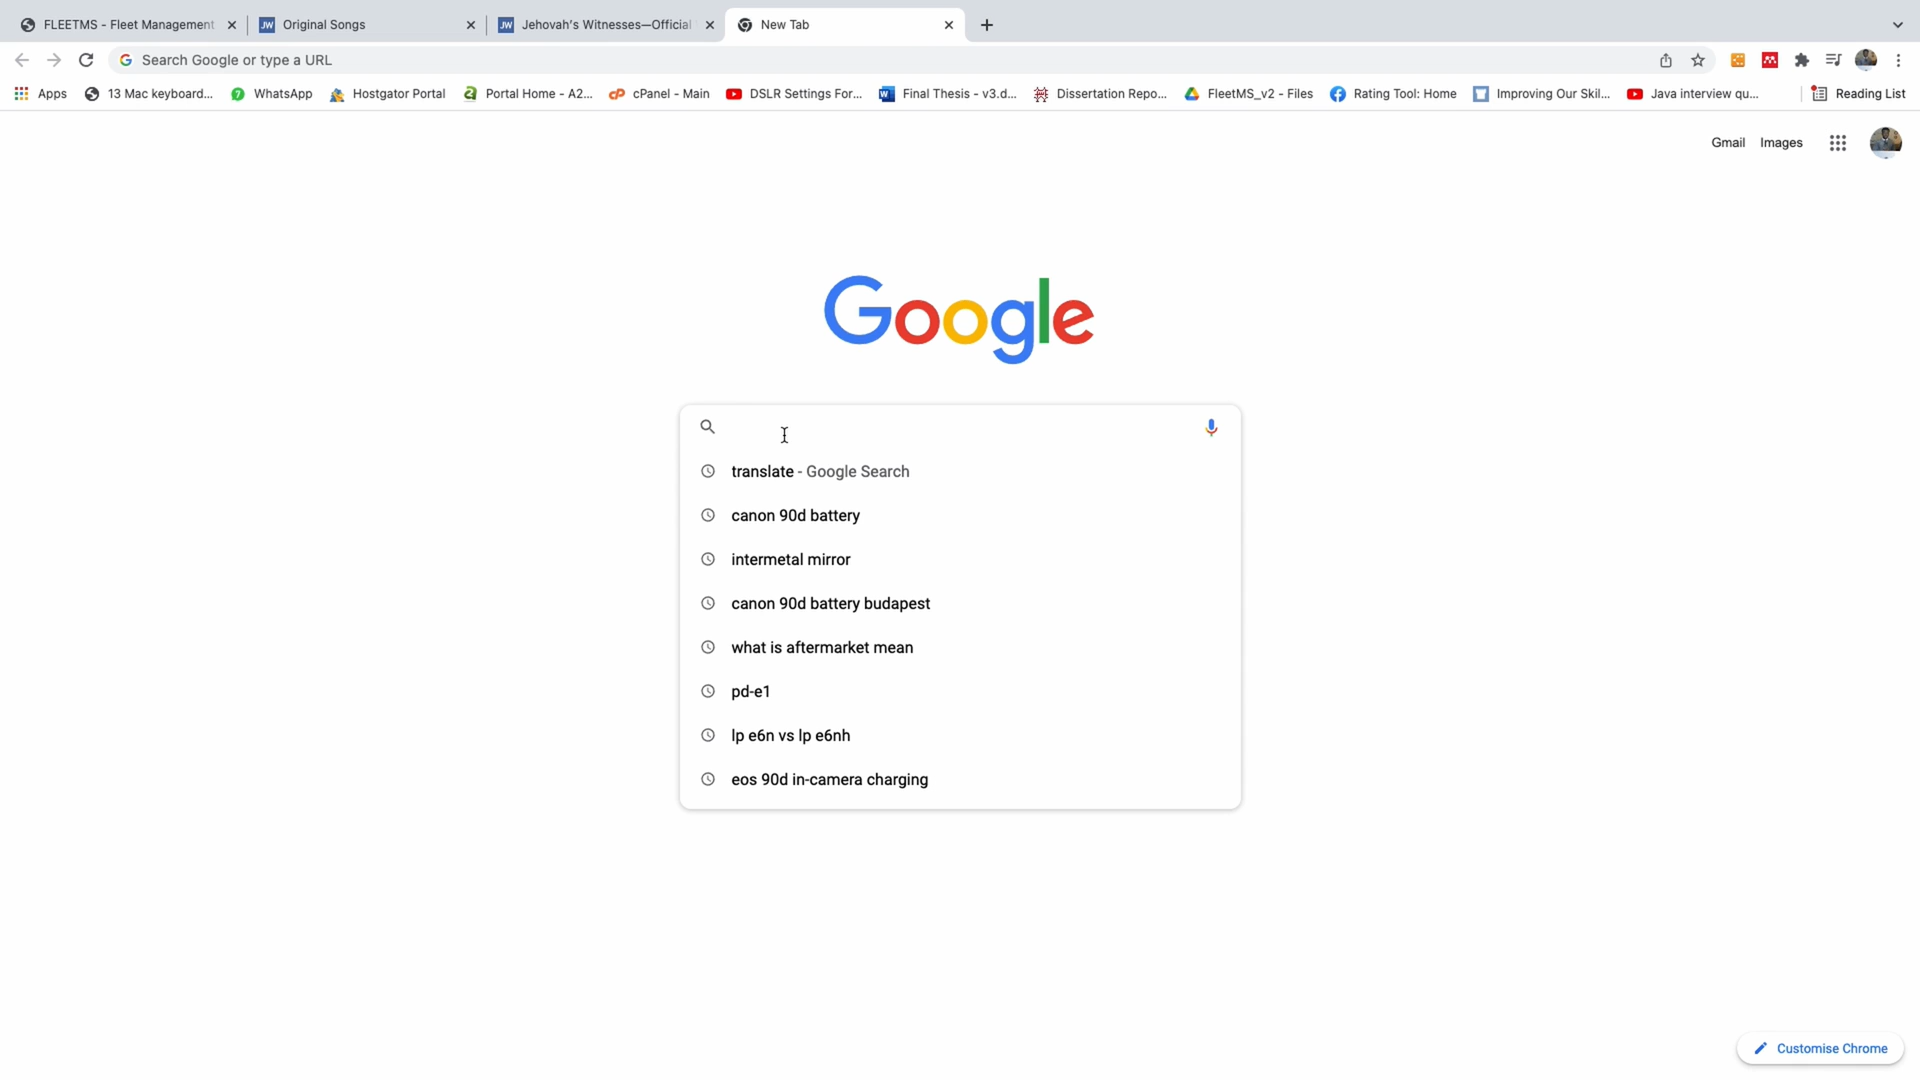 FLEETMS - Fleet Management
Original Songs
Jehovah's Witnesses—Official
New Tab
Search Google or type a URL
Apps
13 Mac keyboard...
WhatsApp
Hostgator Portal
Portal Home - A2...
cPanel - Main
DSLR Settings For...
Final Thesis - v3.d...
Dissertation Repo...
FleetMS_v2 - Files
Rating Tool: Home
Improving Our Skil...
Java interview qu...
Reading List
Gmail
Images
Google
translate - Google Search
canon 90d battery
intermetal mirror
canon 90d battery budapest
what is aftermarket mean
pd-e1
lp e6n vs lp e6nh
eos 90d in-camera charging
Customise Chrome